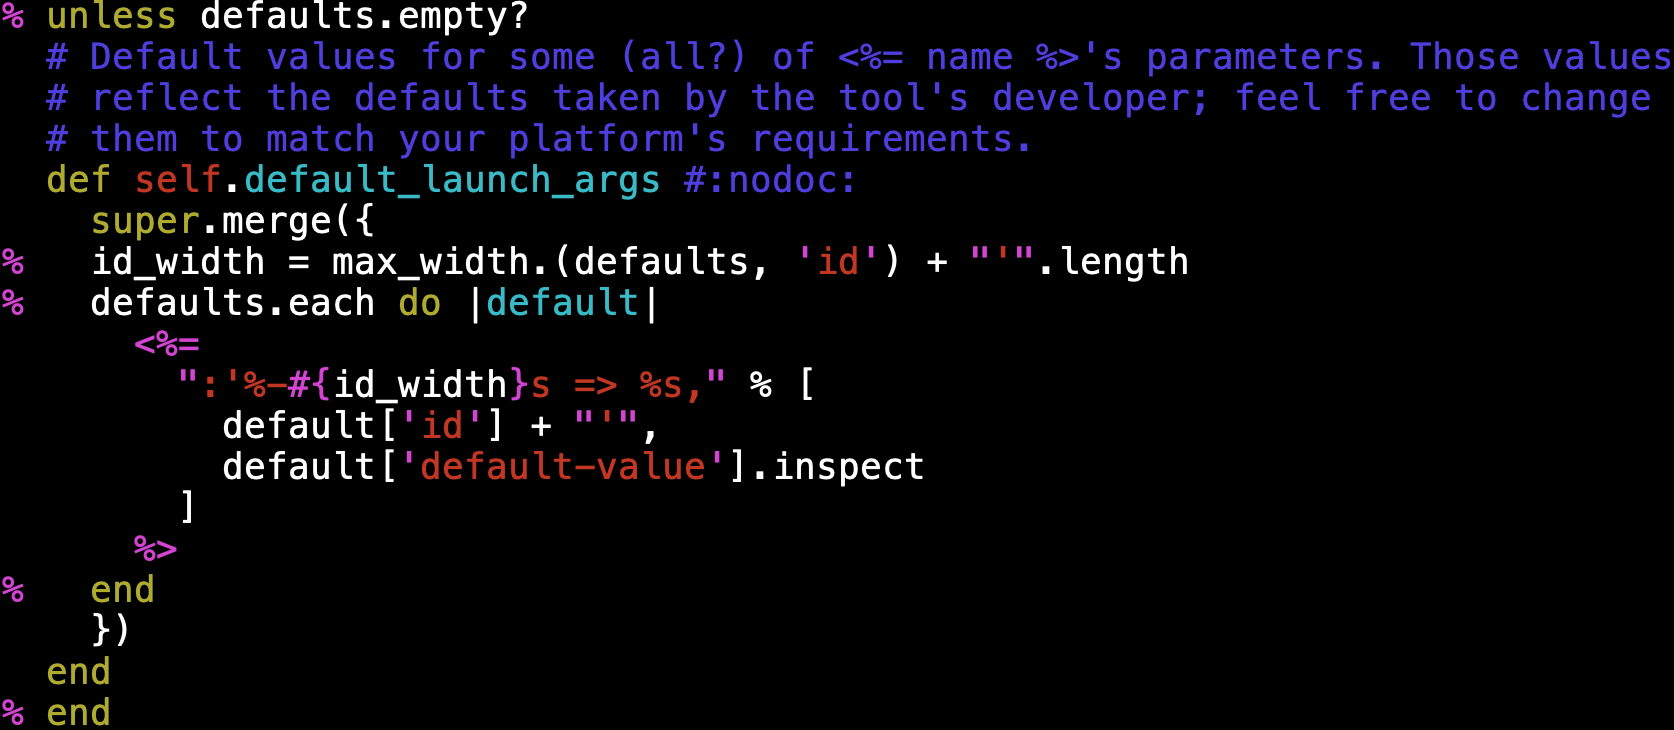 % unless defaults.empty?
  # Default values for some (all?) of <%= name %>'s parameters. Those values
  # reflect the defaults taken by the tool's developer; feel free to change
  # them to match your platform's requirements.
  def self.default_launch_args #:nodoc:
    super.merge({
%   id_width = max_width.(defaults, 'id') + "'".length
%   defaults.each do |default|
      <%=
        ":'%-#{id_width}s => %s," % [
          default['id'] + "'",
          default['default-value'].inspect
        ]
      %>
%   end
    })
  end
% end